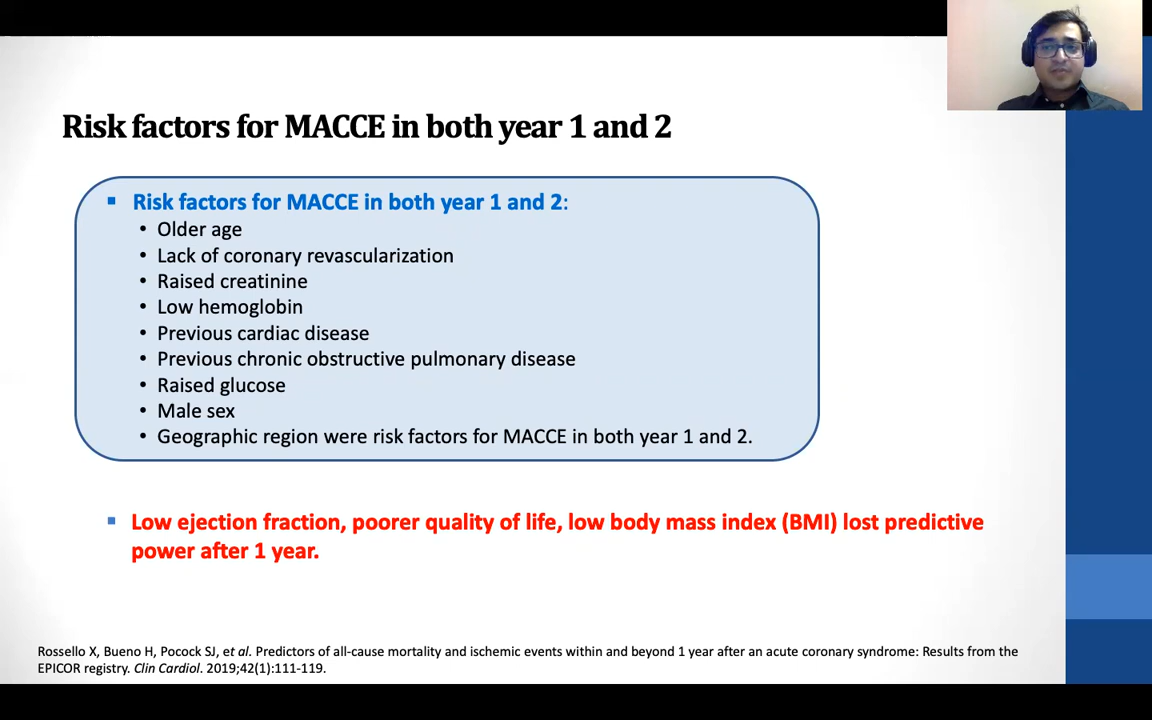 Risk factors for MACCE in both year 1 and 2
▪ Risk factors for MACCE in both year 1 and 2:
• Older age
• Lack of coronary revascularization
• Raised creatinine
• Low hemoglobin
• Previous cardiac disease
• Previous chronic obstructive pulmonary disease
• Raised glucose
• Male sex
• Geographic region were risk factors for MACCE in both year 1 and 2.
▪ Low ejection fraction, poorer quality of life, low body mass index (BMI) lost predictive
power after 1 year.
Rossello X, Bueno H, Pocock SJ, et al. Predictors of all-cause mortality and ischemic events within and beyond 1 year after an acute coronary syndrome: Results from the
EPICOR registry. Clin Cardiol. 2019;42(1):111-119.